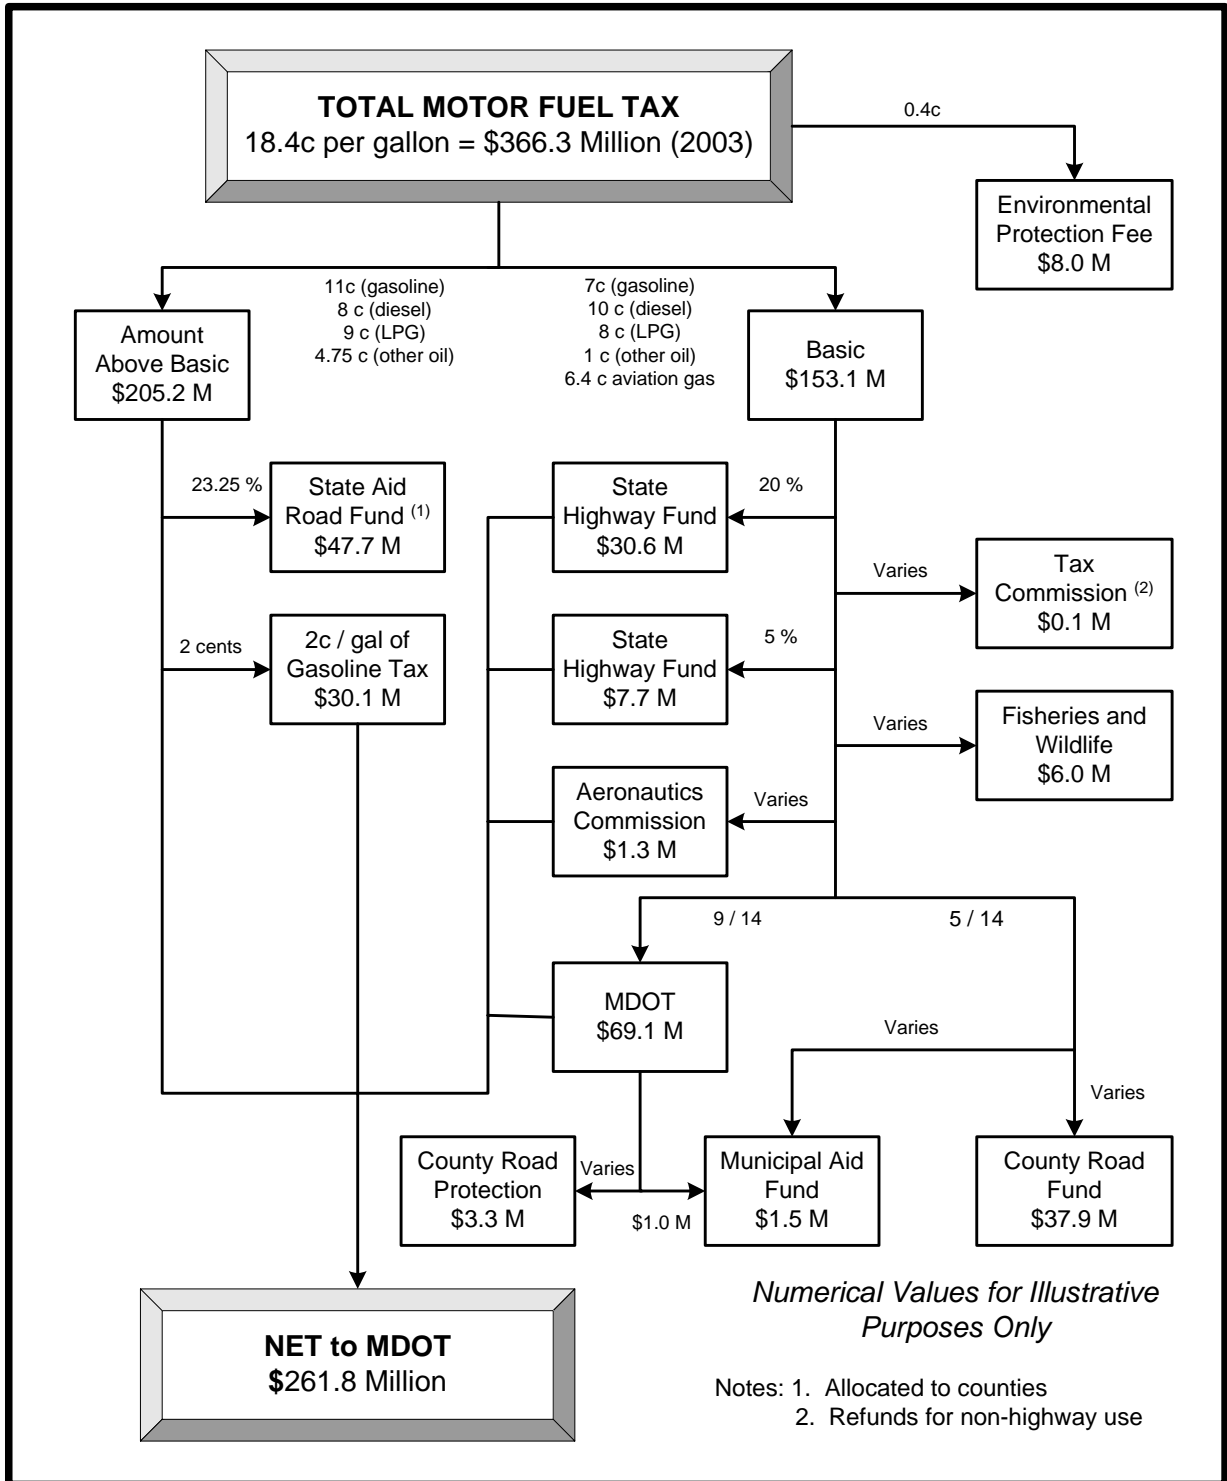 TOTAL MOTOR FUEL TAX
18.4c per gallon = $366.3 Million (2003)
0.4c
Environmental
Protection Fee
$8.0 M
11c (gasoline)
8 c (diesel)
9 c (LPG)
4.75 c (other oil)
7c (gasoline)
10 c (diesel)
8 c (LPG)
1 c (other oil)
6.4 c aviation gas
Amount
Above Basic
$205.2 M
Basic
$153.1 M
23.25 %
State Aid
Road Fund (1)
$47.7 M
State
Highway Fund
$30.6 M
20 %
Varies
Tax
Commission (2)
$0.1 M
2 cents
2c / gal of
Gasoline Tax
$30.1 M
State
Highway Fund
$7.7 M
5 %
Varies
Fisheries and
Wildlife
$6.0 M
Aeronautics
Commission
$1.3 M
Varies
9 / 14
5 / 14
MDOT
$69.1 M
Varies
Varies
County Road
Protection
$3.3 M
Varies
$1.0 M
Municipal Aid
Fund
$1.5 M
County Road
Fund
$37.9 M
NET to MDOT
$261.8 Million
Numerical Values for Illustrative
Purposes Only
Notes: 1. Allocated to counties
2. Refunds for non-highway use